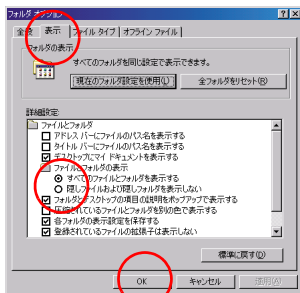 フォルダ オプション
全般 表示 ファイル タイプ オフライン ファイル
フォルダの表示
すべてのフォルダを同じ設定で表示できます。
現在のフォルダ設定を使用(L) 全フォルダをリセット(R)
詳細設定:
ファイルとフォルダ
アドレス バーにファイルのパス名を表示する
タイトル バーにファイルのパス名を表示する
デスクトップにマイ ドキュメントを表示する
ファイルとフォルダの表示
すべてのファイルとフォルダを表示する
隠しファイルおよび隠しフォルダを表示しない
フォルダとデスクトップの項目の説明をポップアップで表示する
圧縮されているファイルとフォルダを別の色で表示する
各フォルダの表示設定を保存する
登録されているファイルの拡張子は表示しない
標準に戻す(D)
OK キャンセル 適用(A)